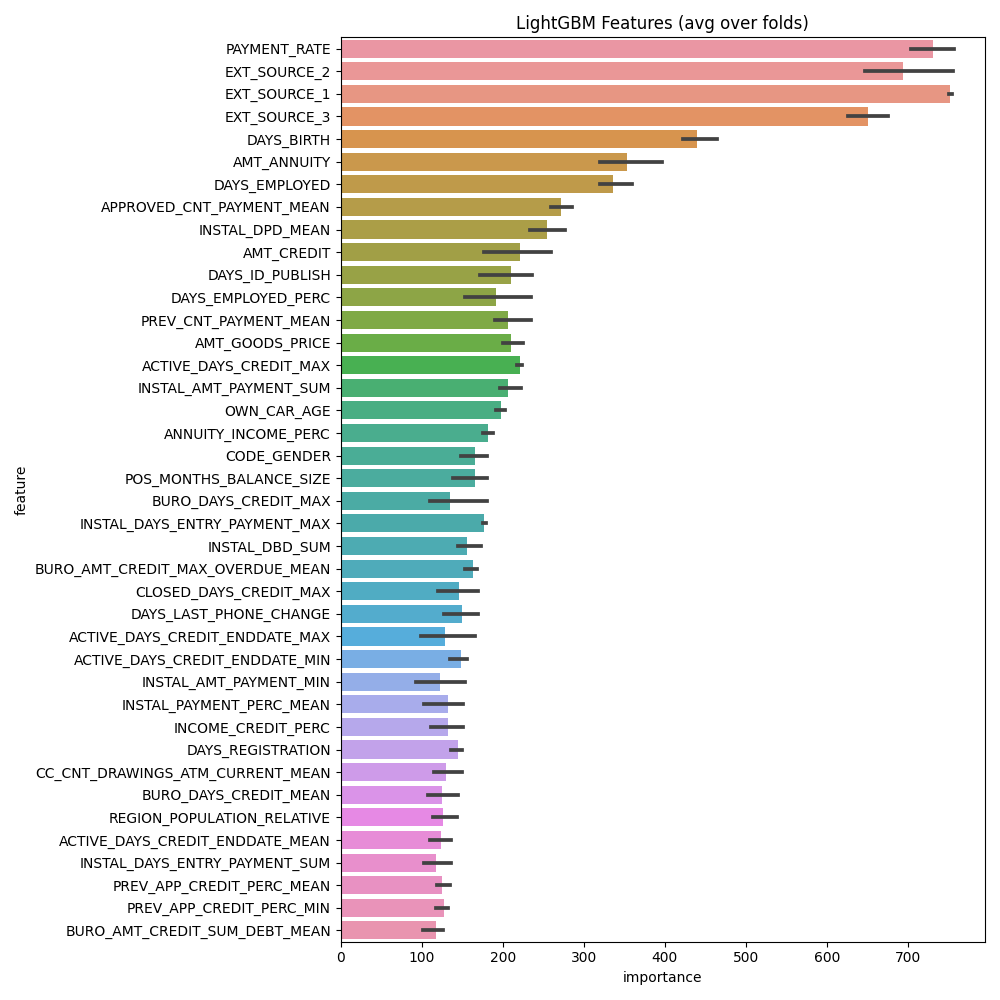 LightGBM Features (avg over folds)
PAYMENT_RATE
EXT_SOURCE_2
EXT_SOURCE_1
EXT_SOURCE_3
DAYS_BIRTH
AMT_ANNUITY
DAYS_EMPLOYED
APPROVED_CNT_PAYMENT_MEAN
INSTAL_DPD_MEAN
AMT_CREDIT
DAYS_ID_PUBLISH
DAYS_EMPLOYED_PERC
PREV_CNT_PAYMENT_MEAN
AMT_GOODS_PRICE
ACTIVE_DAYS_CREDIT_MAX
INSTAL_AMT_PAYMENT_SUM
OWN_CAR_AGE
ANNUITY_INCOME_PERC
CODE_GENDER
POS_MONTHS_BALANCE_SIZE
BURO_DAYS_CREDIT_MAX
INSTAL_DAYS_ENTRY_PAYMENT_MAX
INSTAL_DBD_SUM
BURO_AMT_CREDIT_MAX_OVERDUE_MEAN
CLOSED_DAYS_CREDIT_MAX
DAYS_LAST_PHONE_CHANGE
ACTIVE_DAYS_CREDIT_ENDDATE_MAX
ACTIVE_DAYS_CREDIT_ENDDATE_MIN
INSTAL_AMT_PAYMENT_MIN
INSTAL_PAYMENT_PERC_MEAN
INCOME_CREDIT_PERC
DAYS_REGISTRATION
CC_CNT_DRAWINGS_ATM_CURRENT_MEAN
BURO_DAYS_CREDIT_MEAN
REGION_POPULATION_RELATIVE
ACTIVE_DAYS_CREDIT_ENDDATE_MEAN
INSTAL_DAYS_ENTRY_PAYMENT_SUM
PREV_APP_CREDIT_PERC_MEAN
PREV_APP_CREDIT_PERC_MIN
BURO_AMT_CREDIT_SUM_DEBT_MEAN
feature
0 100 200 300 400 500 600 700
importance